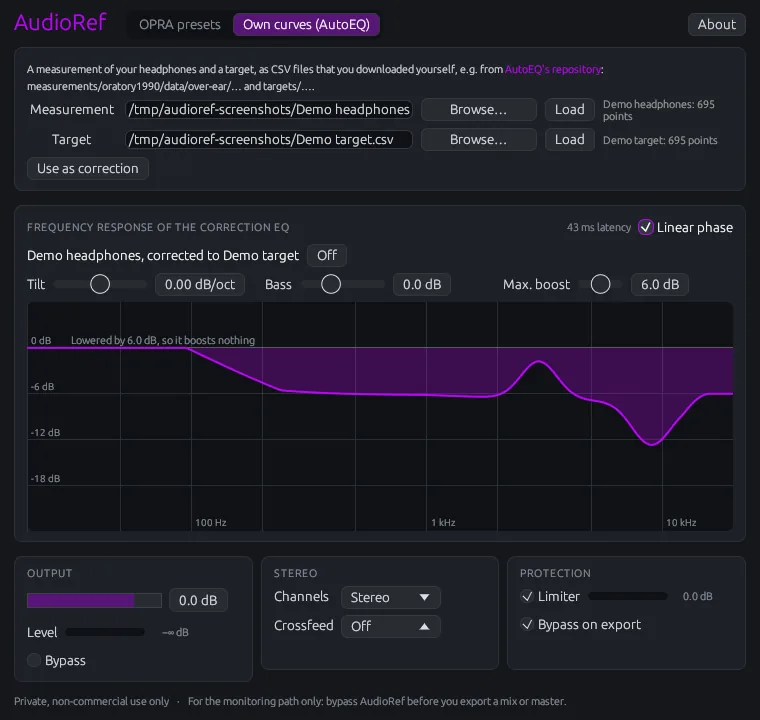 AudioRef OPRA presets Own curves (AutoEQ) About
A measurement of your headphones and a target, as CSV files that you downloaded yourself, e.g. from AutoEQ's repository:
measurements/oratory1990/data/over-ear/... and targets/....
Measurement /tmp/audioref-screenshots/Demo headphones Browse... Load Demo headphones: 695
points
Target /tmp/audioref-screenshots/Demo target.csv Browse... Load Demo target: 695 points
Use as correction
FREQUENCY RESPONSE OF THE CORRECTION EQ 43 ms latency Linear phase
Demo headphones, corrected to Demo target Off
Tilt 0.00 dB/oct Bass 0.0 dB Max. boost 6.0 dB
0 dB Lowered by 6.0 dB, so it boosts nothing
-6 dB
-12 dB
-18 dB
100 Hz 1 kHz 10 kHz
OUTPUT
0.0 dB
Level -∞ dB
Bypass
STEREO
Channels Stereo
Crossfeed Off
PROTECTION
Limiter 0.0 dB
Bypass on export
Private, non-commercial use only · For the monitoring path only: bypass AudioRef before you export a mix or master.